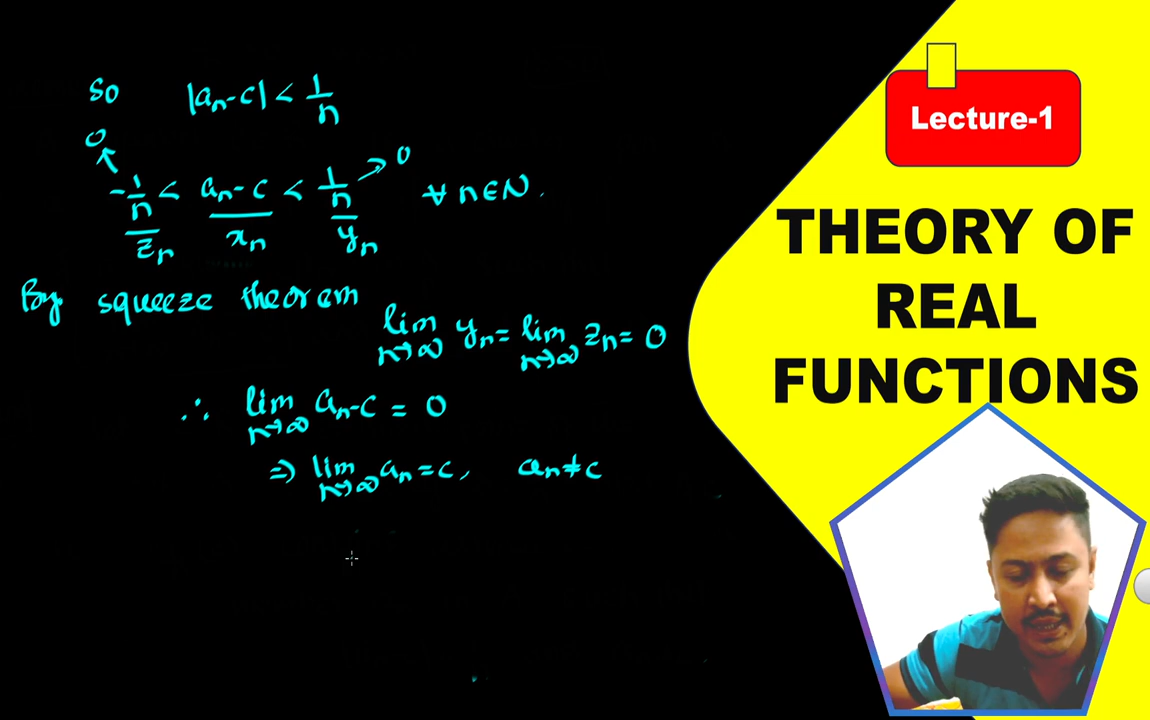 So |aₙ-c| < 1/n
0
-1/n < aₙ-c < 1/n → 0 ∀ n∈N.
zₙ xₙ yₙ
By squeeze theorem
lim n→∞ yₙ = lim n→∞ zₙ = 0
∴ lim n→∞ aₙ-c = 0
⇒ lim n→∞ aₙ = c, aₙ≠c
Lecture-1
THEORY OF
REAL
FUNCTIONS